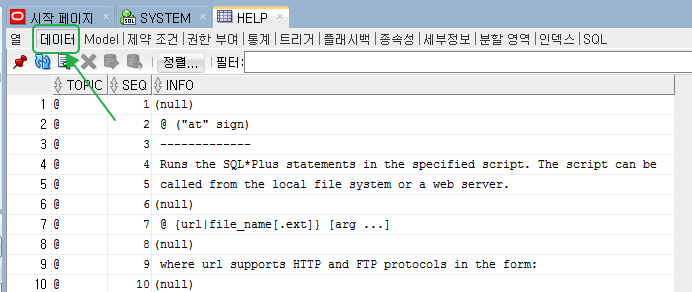 시작 페이지 SYSTEM HELP
열 데이터 Model 제약 조건 권한 부여 통계 트리거 플래시백 종속성 세부정보 분할 영역 인덱스 SQL
정렬... 필터:
TOPIC SEQ INFO
1 @ 1 (null)
2 @ 2 @ ("at" sign)
3 @ 3 -------------
4 @ 4 Runs the SQL*Plus statements in the specified script. The script can be
5 @ 5 called from the local file system or a web server.
6 @ 6 (null)
7 @ 7 @ {url|file_name[.ext]} [arg ...]
8 @ 8 (null)
9 @ 9 where url supports HTTP and FTP protocols in the form:
10 @ 10 (null)